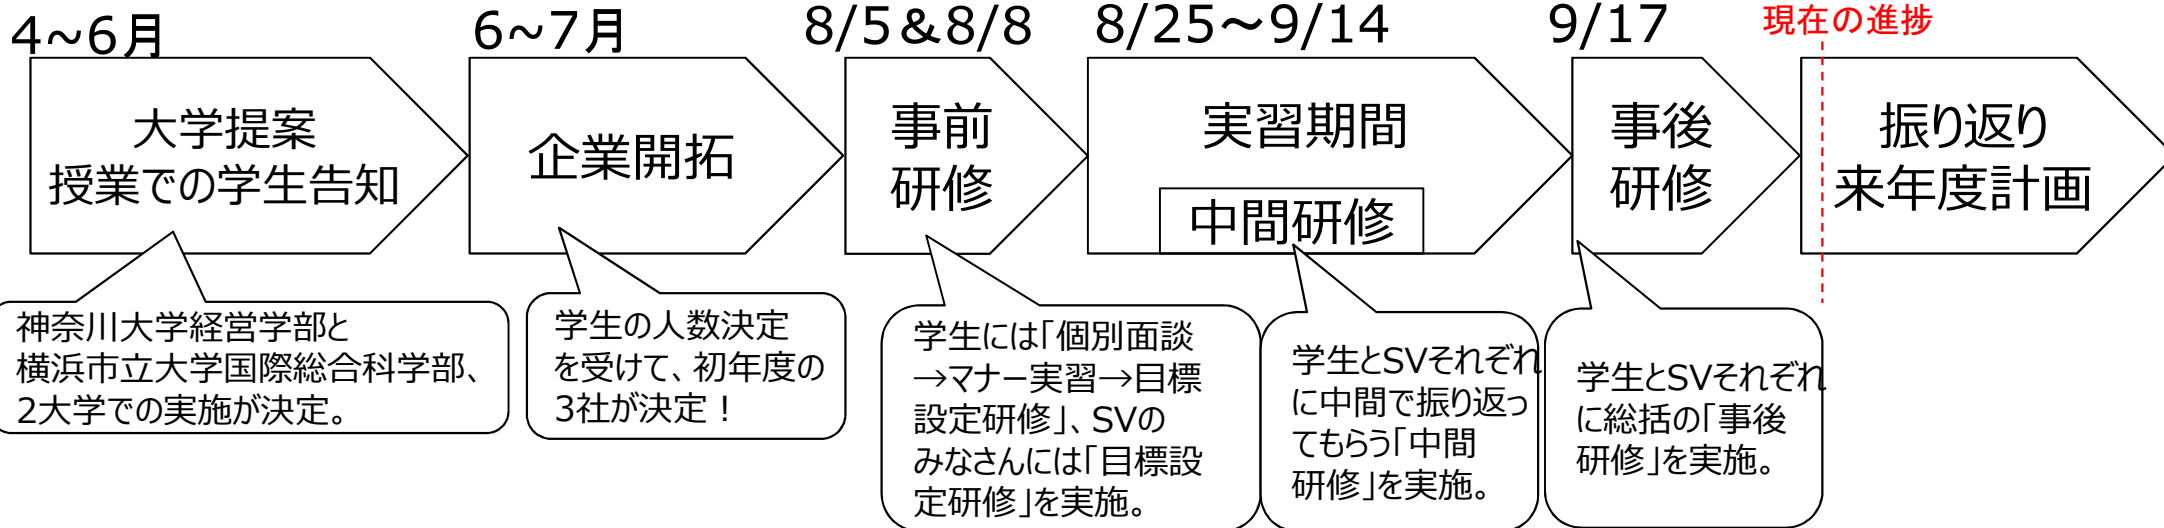 4~6月
6~7月
8/5＆8/8
8/25～9/14
9/17
現在の進捗
大学提案
授業での学生告知
企業開拓
事前
研修
実習期間
中間研修
事後
研修
振り返り
来年度計画
神奈川大学経営学部と
横浜市立大学国際総合科学部、
2大学での実施が決定。
学生の人数決定
を受けて、初年度の
3社が決定！
学生には「個別面談
→マナー実習→目標
設定研修」、SVの
みなさんには「目標設
定研修」を実施。
学生とSVそれぞれ
に中間で振り返っ
てもらう「中間
研修」を実施。
学生とSVそれぞれ
に総括の「事後
研修」を実施。